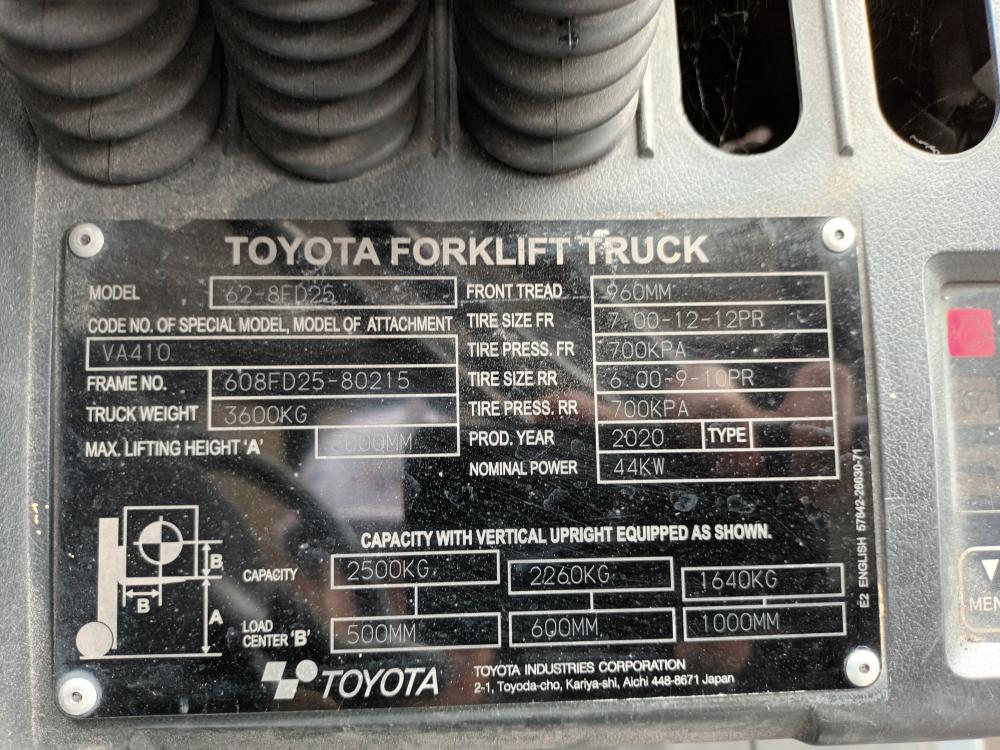 TOYOTA FORKLIFT TRUCK
MODEL 62-8FD25
CODE NO. OF SPECIAL MODEL, MODEL OF ATTACHMENT
VA410
FRAME NO. 608FD25-80215
TRUCK WEIGHT 3600KG
MAX. LIFTING HEIGHT 'A'
FRONT TREAD 960MM
TIRE SIZE FR 7.00-12-12PR
TIRE PRESS. FR 700KPA
TIRE SIZE RR 6.00-9-10PR
TIRE PRESS. RR 700KPA
PROD. YEAR 2020 TYPE
NOMINAL POWER 44KW
E2 ENGLISH 57842-26630-71
CAPACITY WITH VERTICAL UPRIGHT EQUIPPED AS SHOWN.
B
B
A
CAPACITY 2500KG 2260KG 1640KG
LOAD
CENTER 'B' 500MM 600MM 1000MM
TOYOTA
TOYOTA INDUSTRIES CORPORATION
2-1, Toyoda-cho, Kariya-shi, Aichi 448-8671 Japan